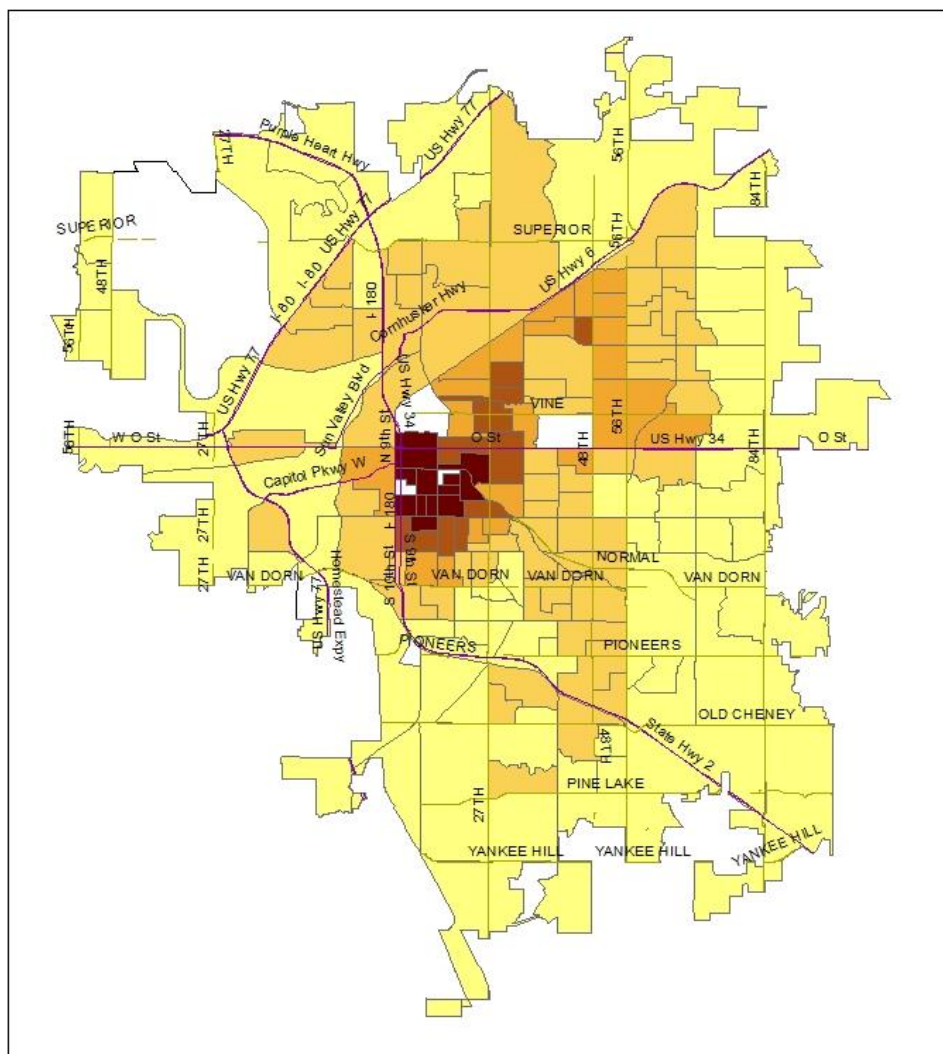 Purple Heart Hwy
27TH
US Hwy 77
56TH
84TH
SUPERIOR
48TH
US Hwy 77
SUPERIOR
56TH
I-80
I-80
I-180
US Hwy 6
Cornhusker Hwy
56TH
US Hwy 77
Sun Valley Blvd
US Hwy 34
VINE
56TH
56TH
W O St
27TH
N 9th St
O St
48TH
US Hwy 34
84TH
O St
Capitol Pkwy W
27TH
I-180
S 9th St
NORMAL
27TH
VAN DORN
Homestead Expy
US Hwy 77
S 10th St
VAN DORN
VAN DORN
VAN DORN
PIONEERS
PIONEERS
OLD CHENEY
State Hwy 2
48TH
27TH
PINE LAKE
YANKEE HILL
YANKEE HILL
YANKEE HILL